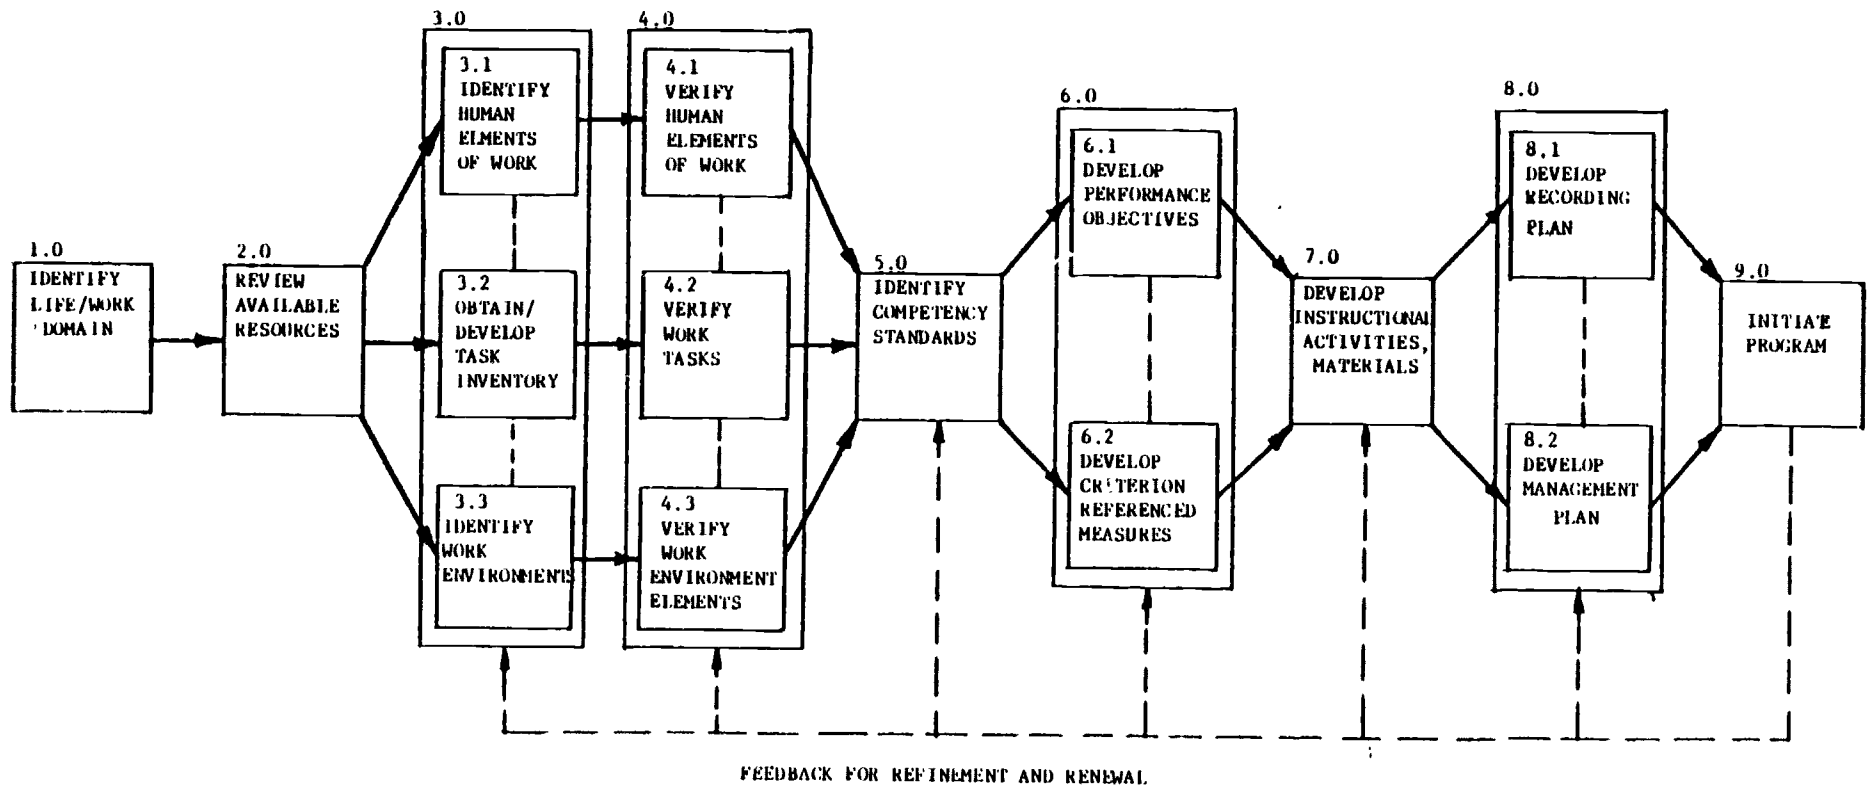 1.0
IDENTIFY
LIFE/WORK
DOMAIN
2.0
REVIEW
AVAILABLE
RESOURCES
3.0
3.1
IDENTIFY
HUMAN
ELMENTS
OF WORK
3.2
OBTAIN/
DEVELOP
TASK
INVENTORY
3.3
IDENTIFY
WORK
ENVIRONMENTS
4.0
4.1
VERIFY
HUMAN
ELEMENTS
OF WORK
4.2
VERIFY
WORK
TASKS
4.3
VERIFY
WORK
ENVIRONMENT
ELEMENTS
5.0
IDENTIFY
COMPETENCY
STANDARDS
6.0
6.1
DEVELOP
PERFORMANCE
OBJECTIVES
6.2
DEVELOP
CRITERION
REFERENCED
MEASURES
7.0
DEVELOP
INSTRUCTIONAL
ACTIVITIES,
MATERIALS
8.0
8.1
DEVELOP
RECORDING
PLAN
8.2
DEVELOP
MANAGEMENT
PLAN
9.0
INITIATE
PROGRAM
FEEDBACK FOR REFINEMENT AND RENEWAL